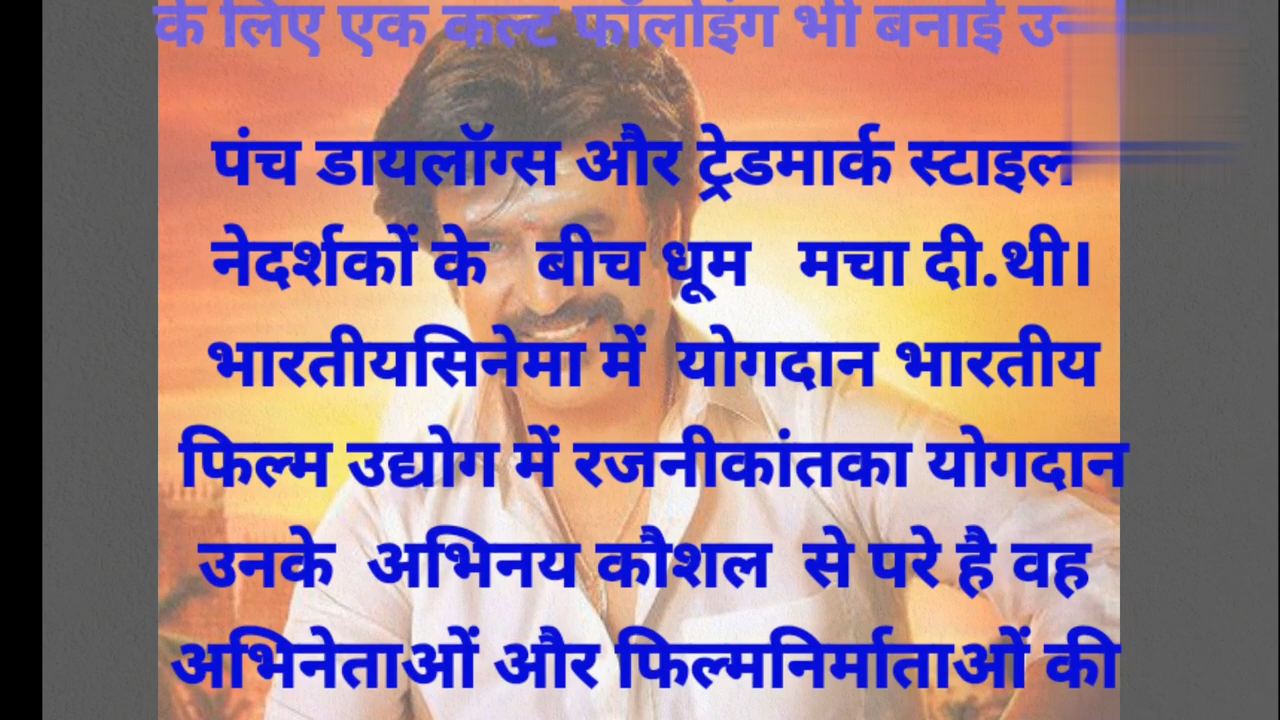 के लिए एक कल्ट फॉलोइंग भी बनाई
पंच डायलॉग्स और ट्रेडमार्क स्टाइल
नेदर्शकों के बीच धूम मचा दी.थी।
भारतीयसिनेमा में योगदान भारतीय
फिल्म उद्योग में रजनीकांतका योगदान
उनके अभिनय कौशल से परे है वह
अभिनेताओं और फिल्मनिर्माताओं की